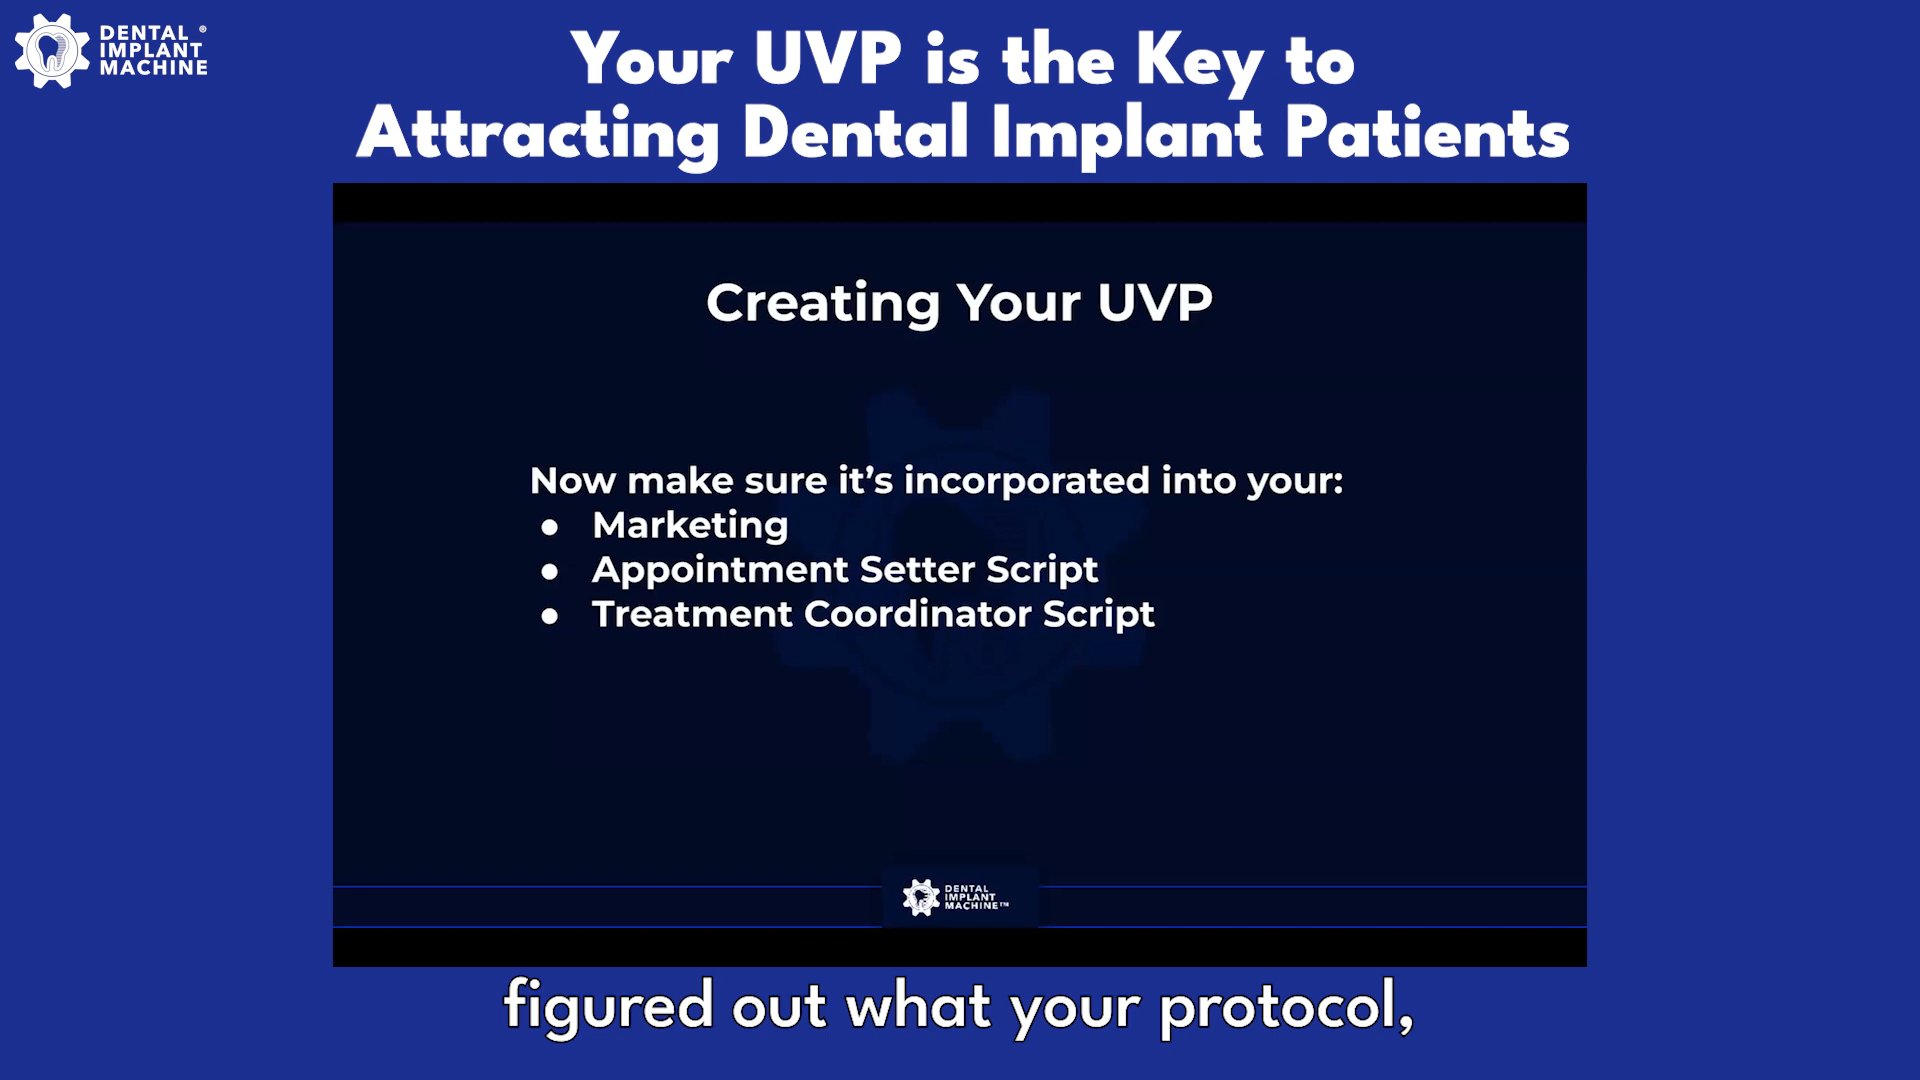 DENTAL ®
IMPLANT
MACHINE
Your UVP is the Key to
Attracting Dental Implant Patients
Creating Your UVP
Now make sure it’s incorporated into your:
● Marketing
● Appointment Setter Script
● Treatment Coordinator Script
DENTAL
IMPLANT
MACHINE™
figured out what your protocol,